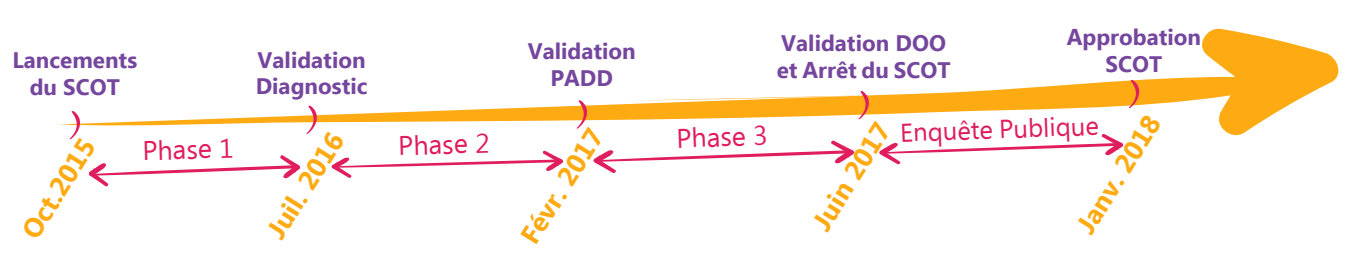 Lancements
du SCOT
Validation
Diagnostic
Validation
PADD
Validation DOO
et Arrêt du SCOT
Approbation
SCOT
Phase 1
Phase 2
Phase 3
Enquête Publique
Oct.2015
Juil. 2016
Févr. 2017
Juin 2017
Janv. 2018